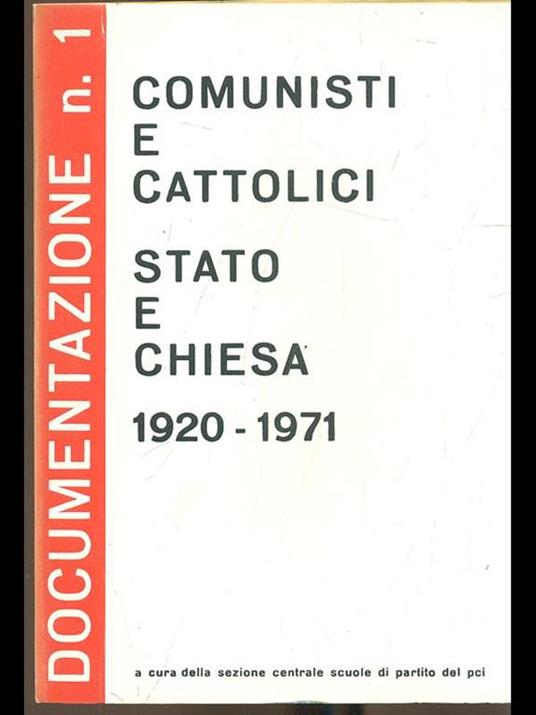 DOCUMENTAZIONE n. 1
COMUNISTI
E
CATTOLICI
STATO
E
CHIESA
1920 - 1971
a cura della sezione centrale scuole di partito del pci